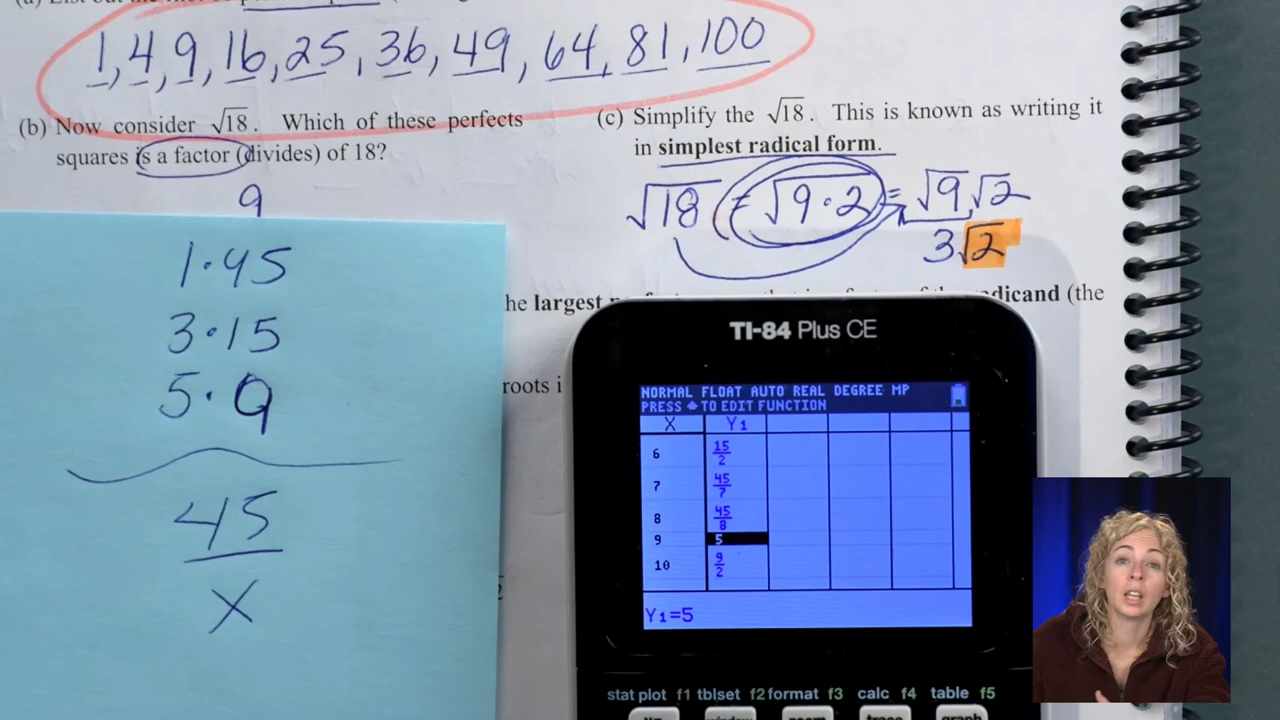 1, 4, 9, 16, 25, 36, 49, 64, 81, 100
(b) Now consider √18. Which of these perfects
squares is a factor (divides) of 18?
9
(c) Simplify the √18. This is known as writing it
in simplest radical form.
√18 = √9·2 = √9 √2
3√2
he largest
adicand (the
roots i
1·45
3·15
5·9
45
x
TI-84 Plus CE
NORMAL FLOAT AUTO REAL DEGREE MP
PRESS TO EDIT FUNCTION
X Y1
6 15/2
7 45/7
8 45/8
9 5
10 9/2
Y1=5
stat plot f1 tblset f2 format f3 calc f4 table f5